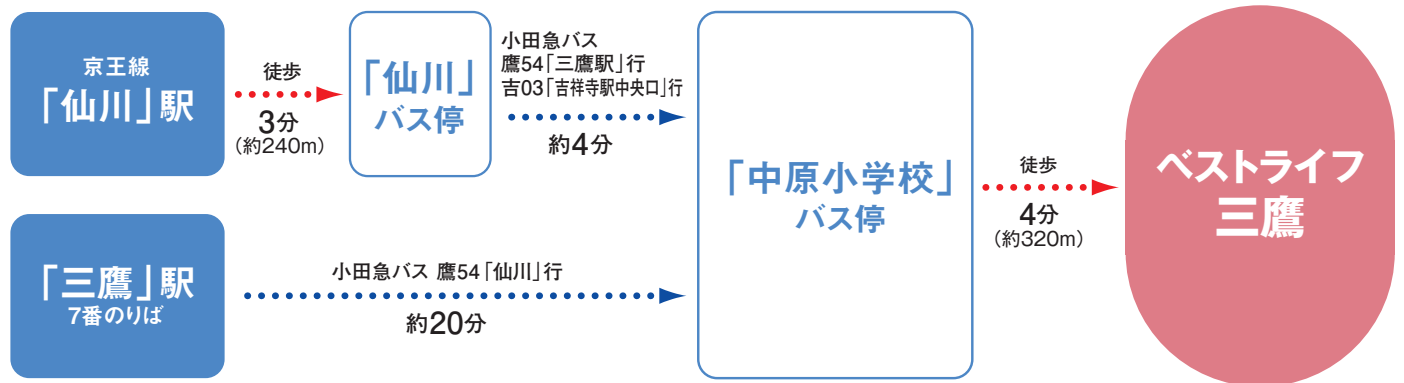 京王線
「仙川」駅
徒歩
3分
(約240m)
「仙川」
バス停
小田急バス
鷹54「三鷹駅」行
吉03「吉祥寺駅中央口」行
約4分
「三鷹」駅
7番のりば
小田急バス 鷹54「仙川」行
約20分
「中原小学校」
バス停
徒歩
4分
(約320m)
ベストライフ
三鷹